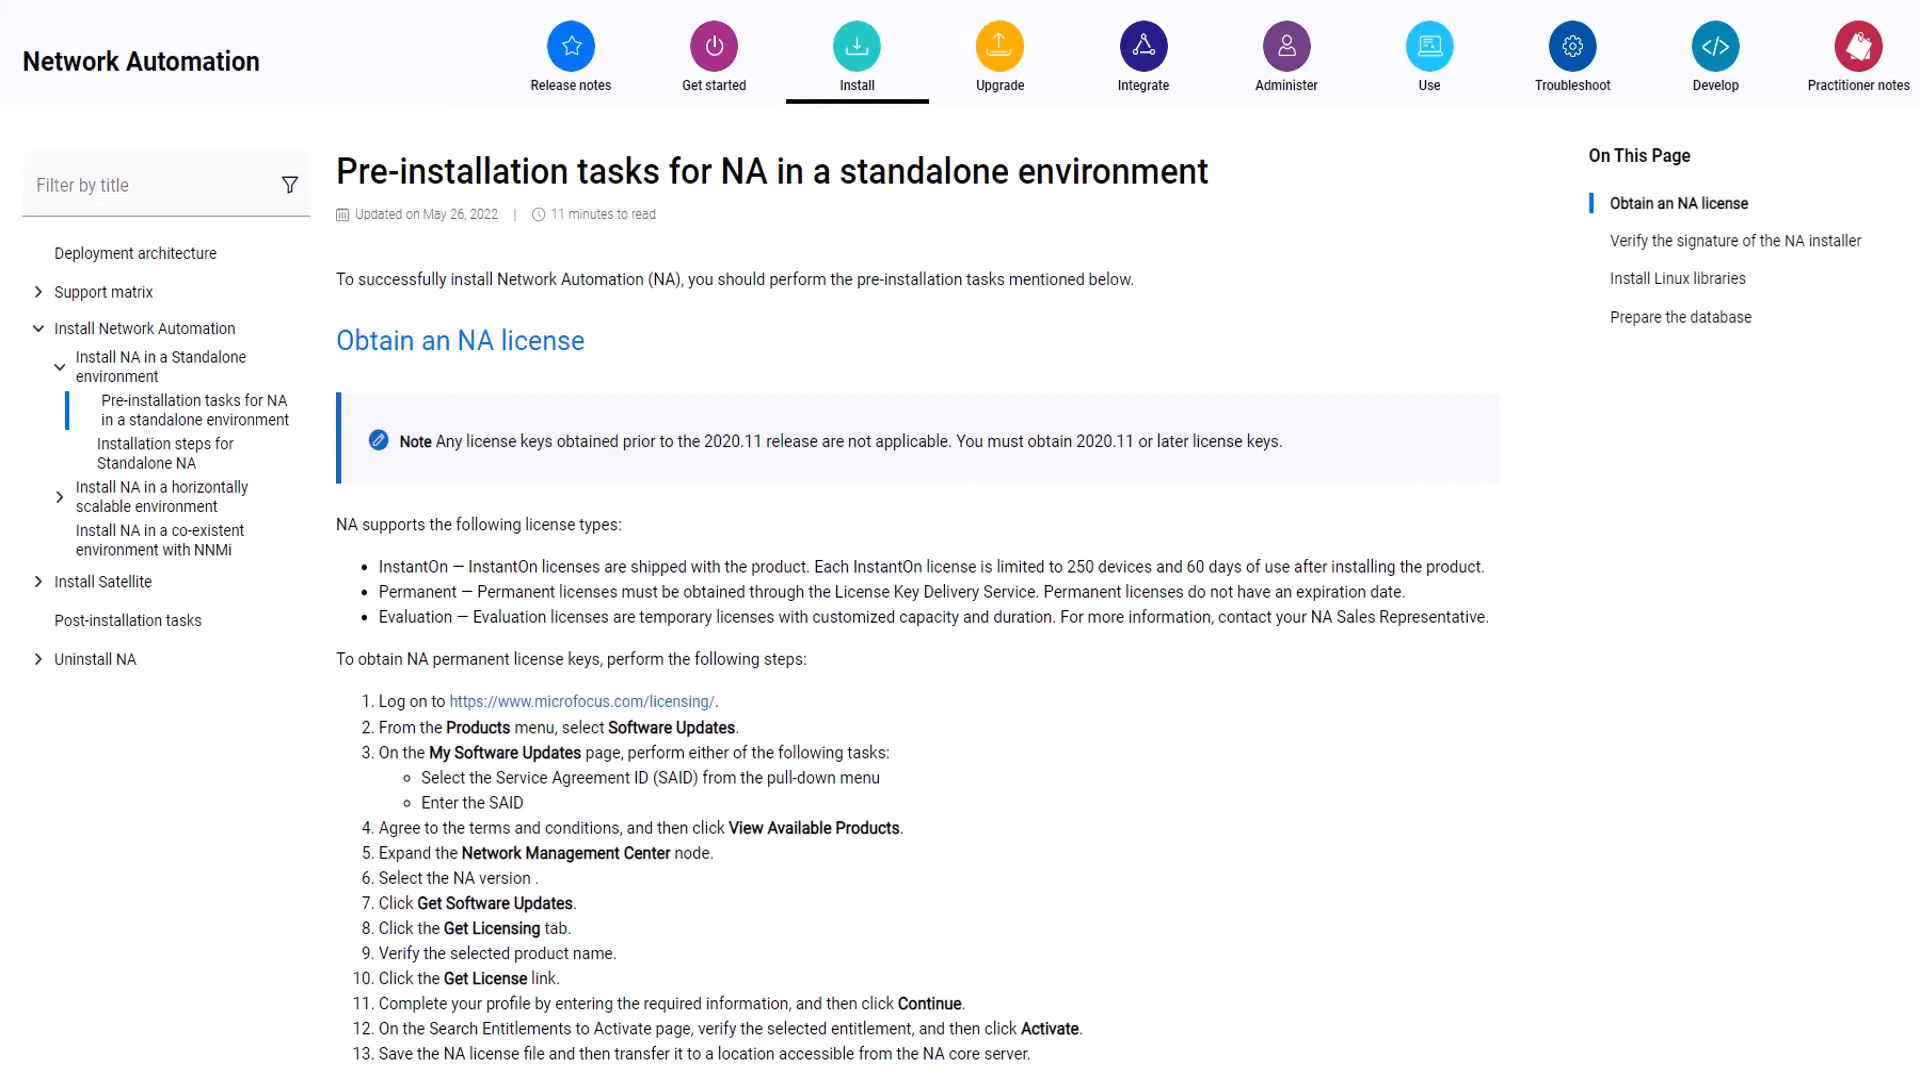 Network Automation
Release notes
Get started
Install
Upgrade
Integrate
Administer
Use
Troubleshoot
Develop
Practitioner notes
Filter by title
Deployment architecture
Support matrix
Install Network Automation
Install NA in a Standalone
environment
Pre-installation tasks for NA
in a standalone environment
Installation steps for
Standalone NA
Install NA in a horizontally
scalable environment
Install NA in a co-existent
environment with NNMi
Install Satellite
Post-installation tasks
Uninstall NA
Pre-installation tasks for NA in a standalone environment
Updated on May 26, 2022 | 11 minutes to read
To successfully install Network Automation (NA), you should perform the pre-installation tasks mentioned below.
Obtain an NA license
Note Any license keys obtained prior to the 2020.11 release are not applicable. You must obtain 2020.11 or later license keys.
NA supports the following license types:
• InstantOn — InstantOn licenses are shipped with the product. Each InstantOn license is limited to 250 devices and 60 days of use after installing the product.
• Permanent — Permanent licenses must be obtained through the License Key Delivery Service. Permanent licenses do not have an expiration date.
• Evaluation — Evaluation licenses are temporary licenses with customized capacity and duration. For more information, contact your NA Sales Representative.
To obtain NA permanent license keys, perform the following steps:
1. Log on to https://www.microfocus.com/licensing/.
2. From the Products menu, select Software Updates.
3. On the My Software Updates page, perform either of the following tasks:
Select the Service Agreement ID (SAID) from the pull-down menu
Enter the SAID
4. Agree to the terms and conditions, and then click View Available Products.
5. Expand the Network Management Center node.
6. Select the NA version .
7. Click Get Software Updates.
8. Click the Get Licensing tab.
9. Verify the selected product name.
10. Click the Get License link.
11. Complete your profile by entering the required information, and then click Continue.
12. On the Search Entitlements to Activate page, verify the selected entitlement, and then click Activate.
13. Save the NA license file and then transfer it to a location accessible from the NA core server.
On This Page
Obtain an NA license
Verify the signature of the NA installer
Install Linux libraries
Prepare the database